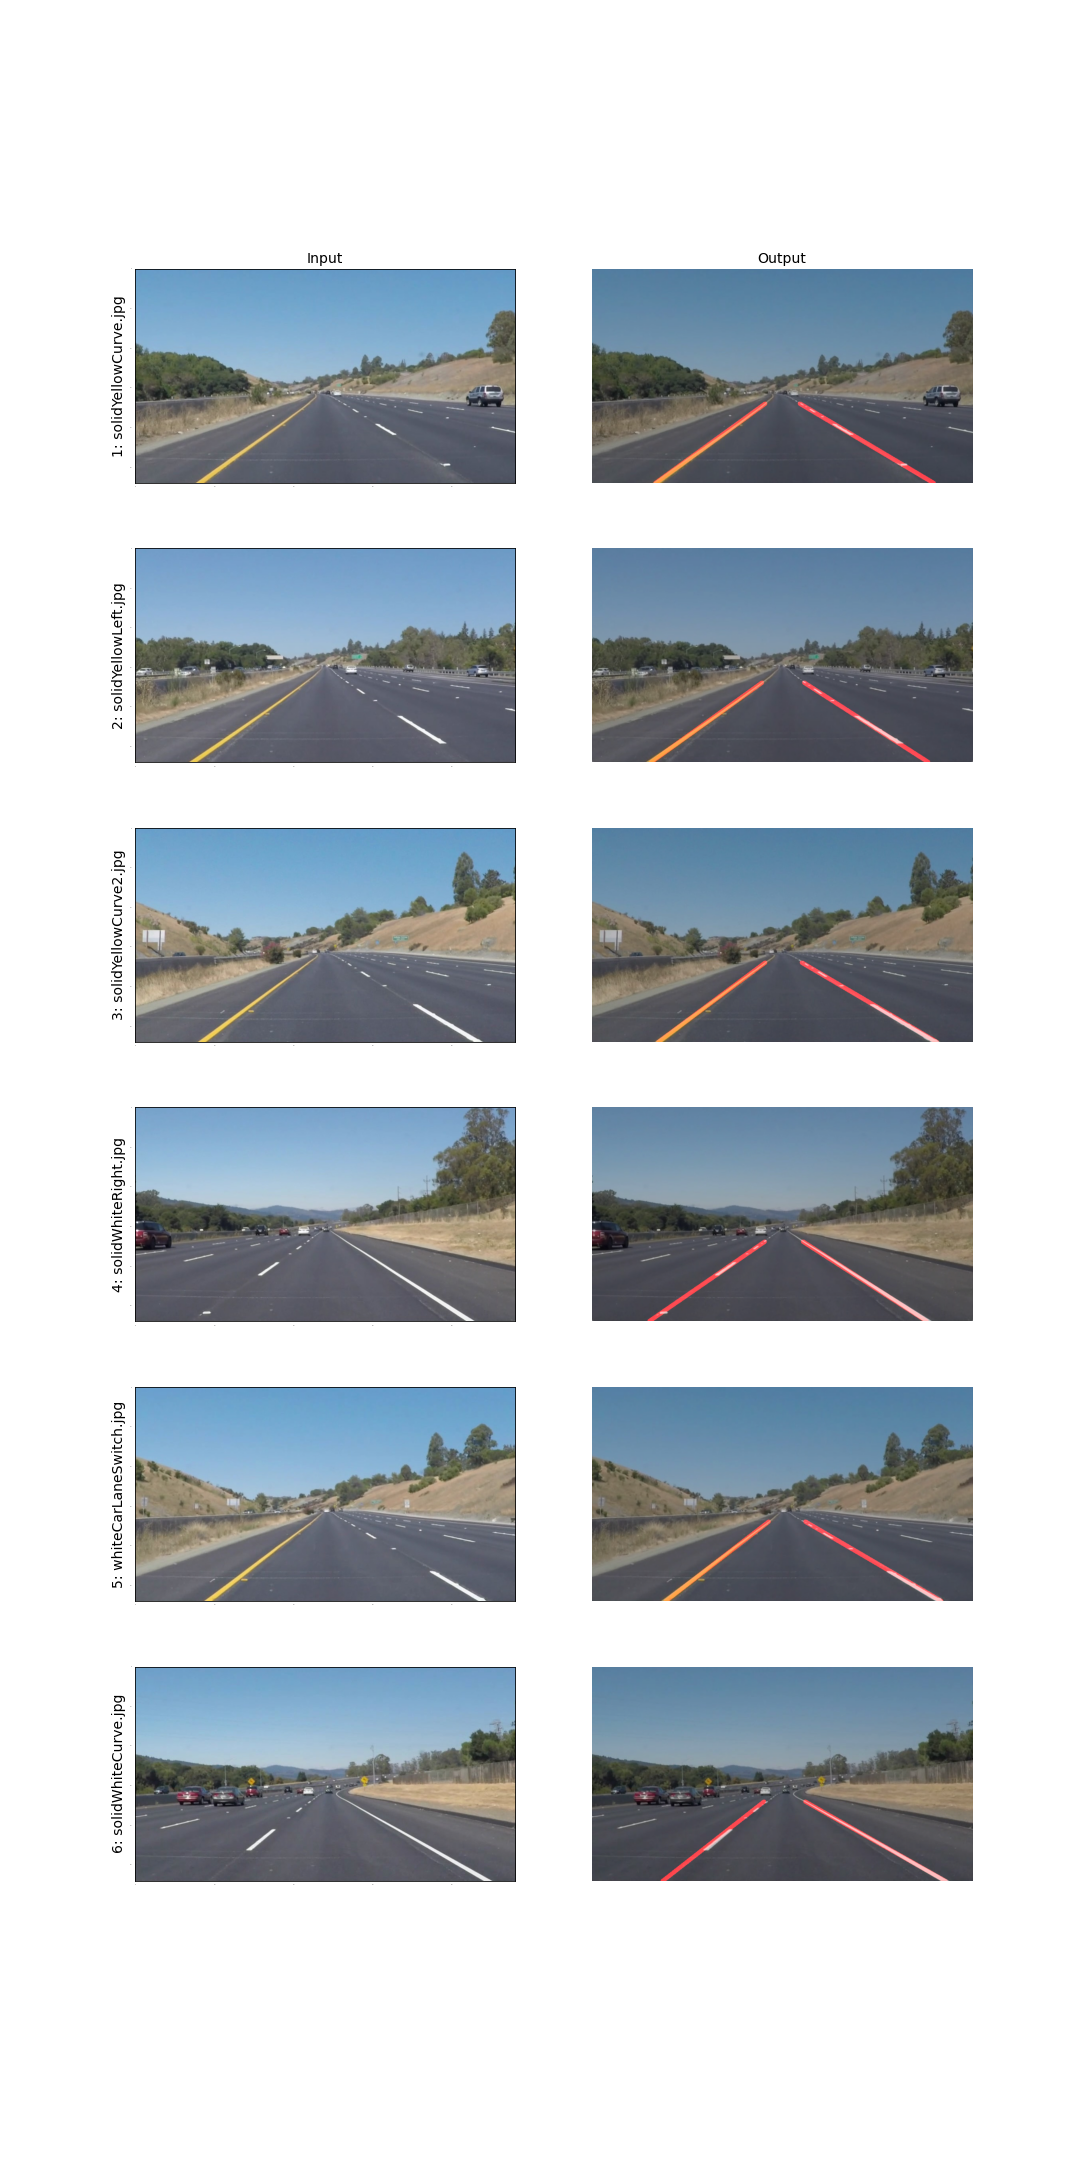 Input
Output
1: solidYellowCurve.jpg
2: solidYellowLeft.jpg
3: solidYellowCurve2.jpg
4: solidWhiteRight.jpg
5: whiteCarLaneSwitch.jpg
6: solidWhiteCurve.jpg